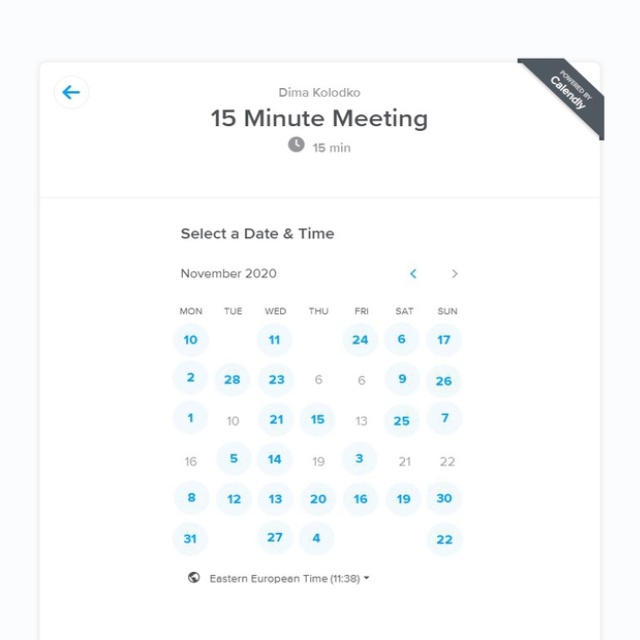 POWERED BY
Calendly
Dima Kolodko
15 Minute Meeting
15 min
Select a Date & Time
November 2020
MON TUE WED THU FRI SAT SUN
10 11 24 6 17
2 28 23 6 6 9 26
1 10 21 15 13 25 7
16 5 14 19 3 21 22
8 12 13 20 16 19 30
31 27 4 22
Eastern European Time (11:38)